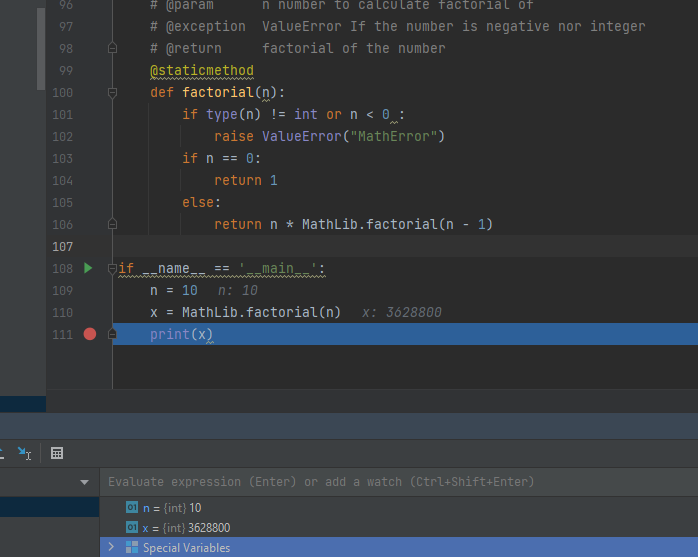 96 # @param n number to calculate factorial of
97 # @exception ValueError If the number is negative nor integer
98 # @return factorial of the number
99 @staticmethod
100 def factorial(n):
101 if type(n) != int or n < 0 :
102 raise ValueError("MathError")
103 if n == 0:
104 return 1
105 else:
106 return n * MathLib.factorial(n - 1)
107
108 if __name__ == '__main__':
109 n = 10 n: 10
110 x = MathLib.factorial(n) x: 3628800
111 print(x)
Evaluate expression (Enter) or add a watch (Ctrl+Shift+Enter)
01 n = {int} 10
01 x = {int} 3628800
Special Variables